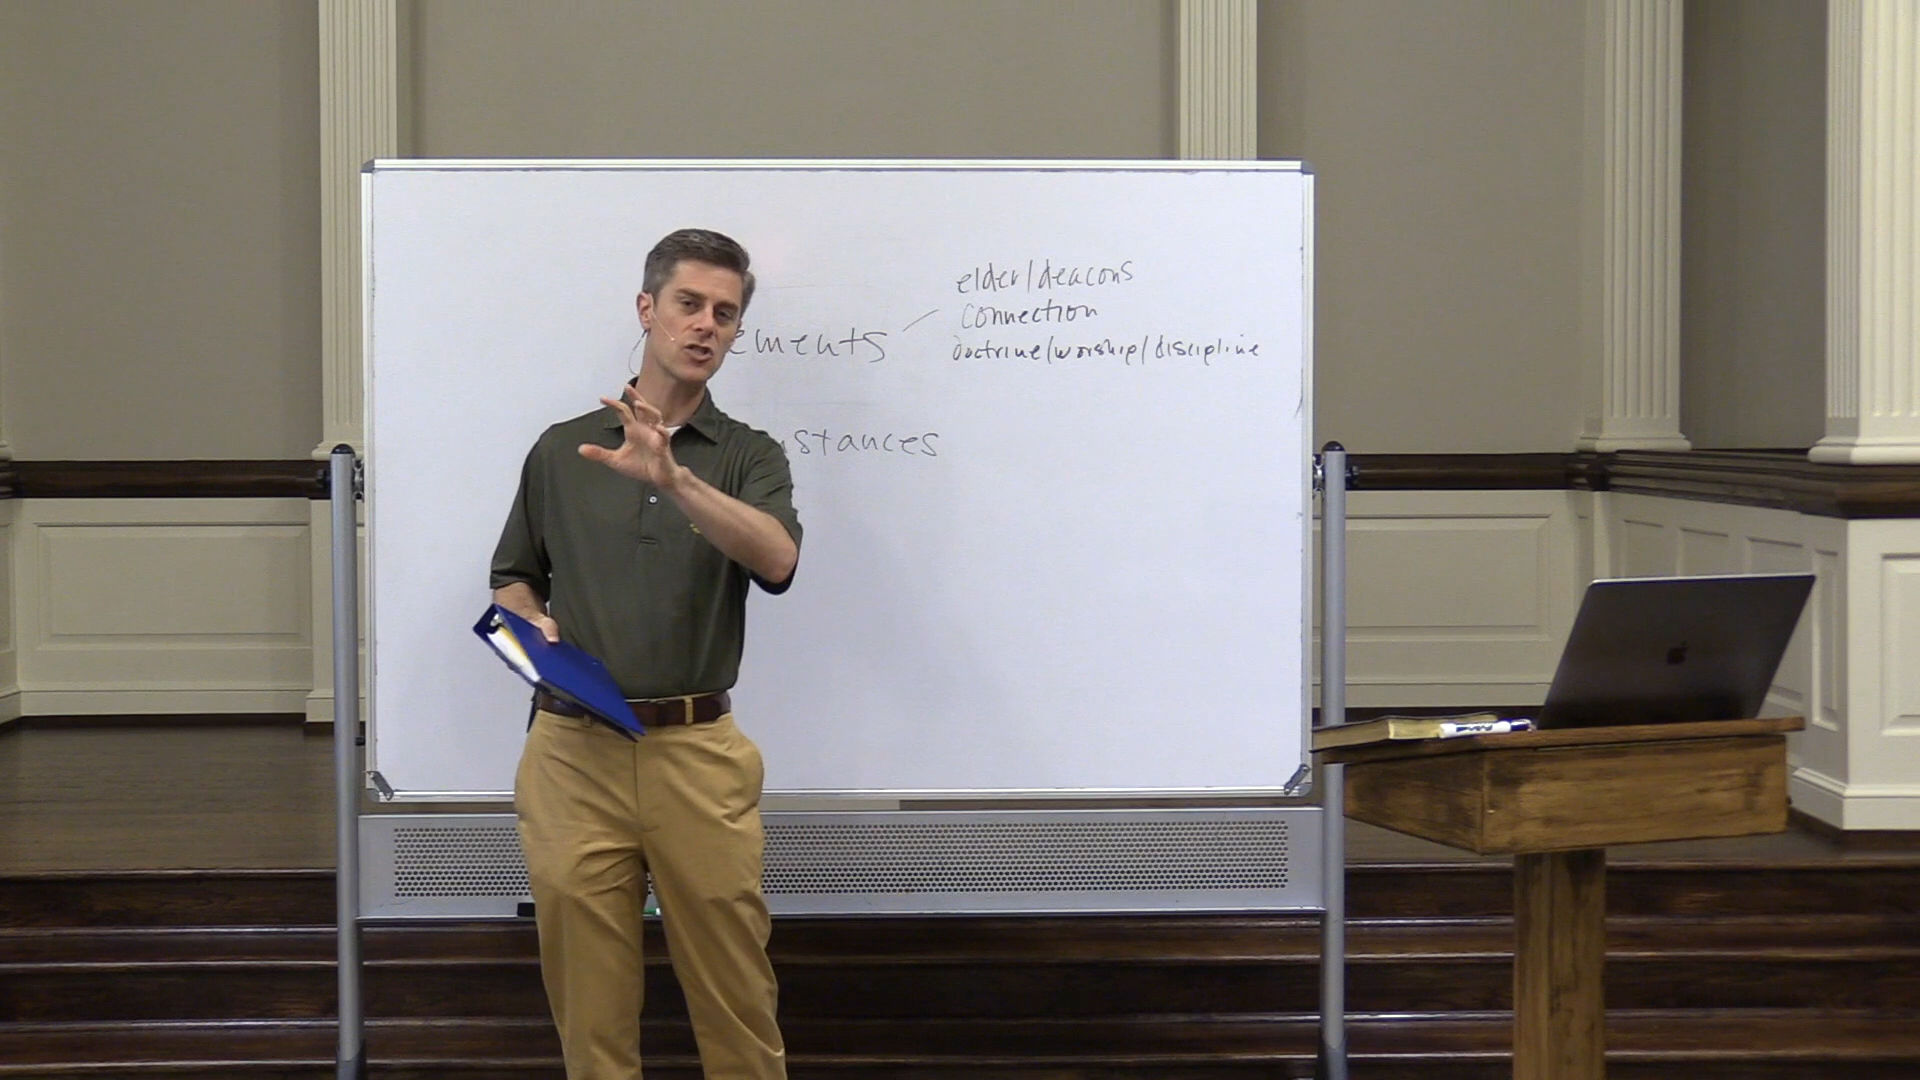 elder/deacons
connection
ements
doctrine/worship/discipline
stances